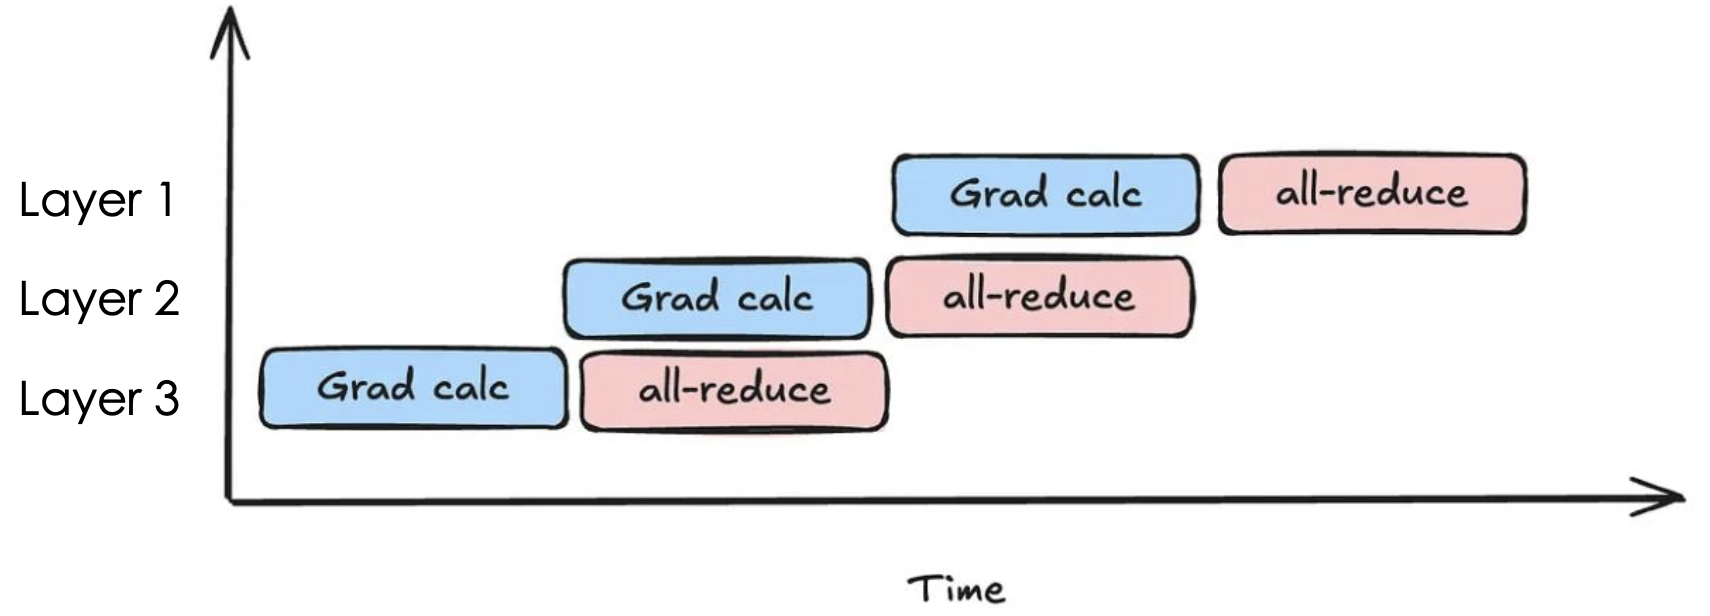 Layer 1 Grad calc all-reduce
Layer 2 Grad calc all-reduce
Layer 3 Grad calc all-reduce
Time